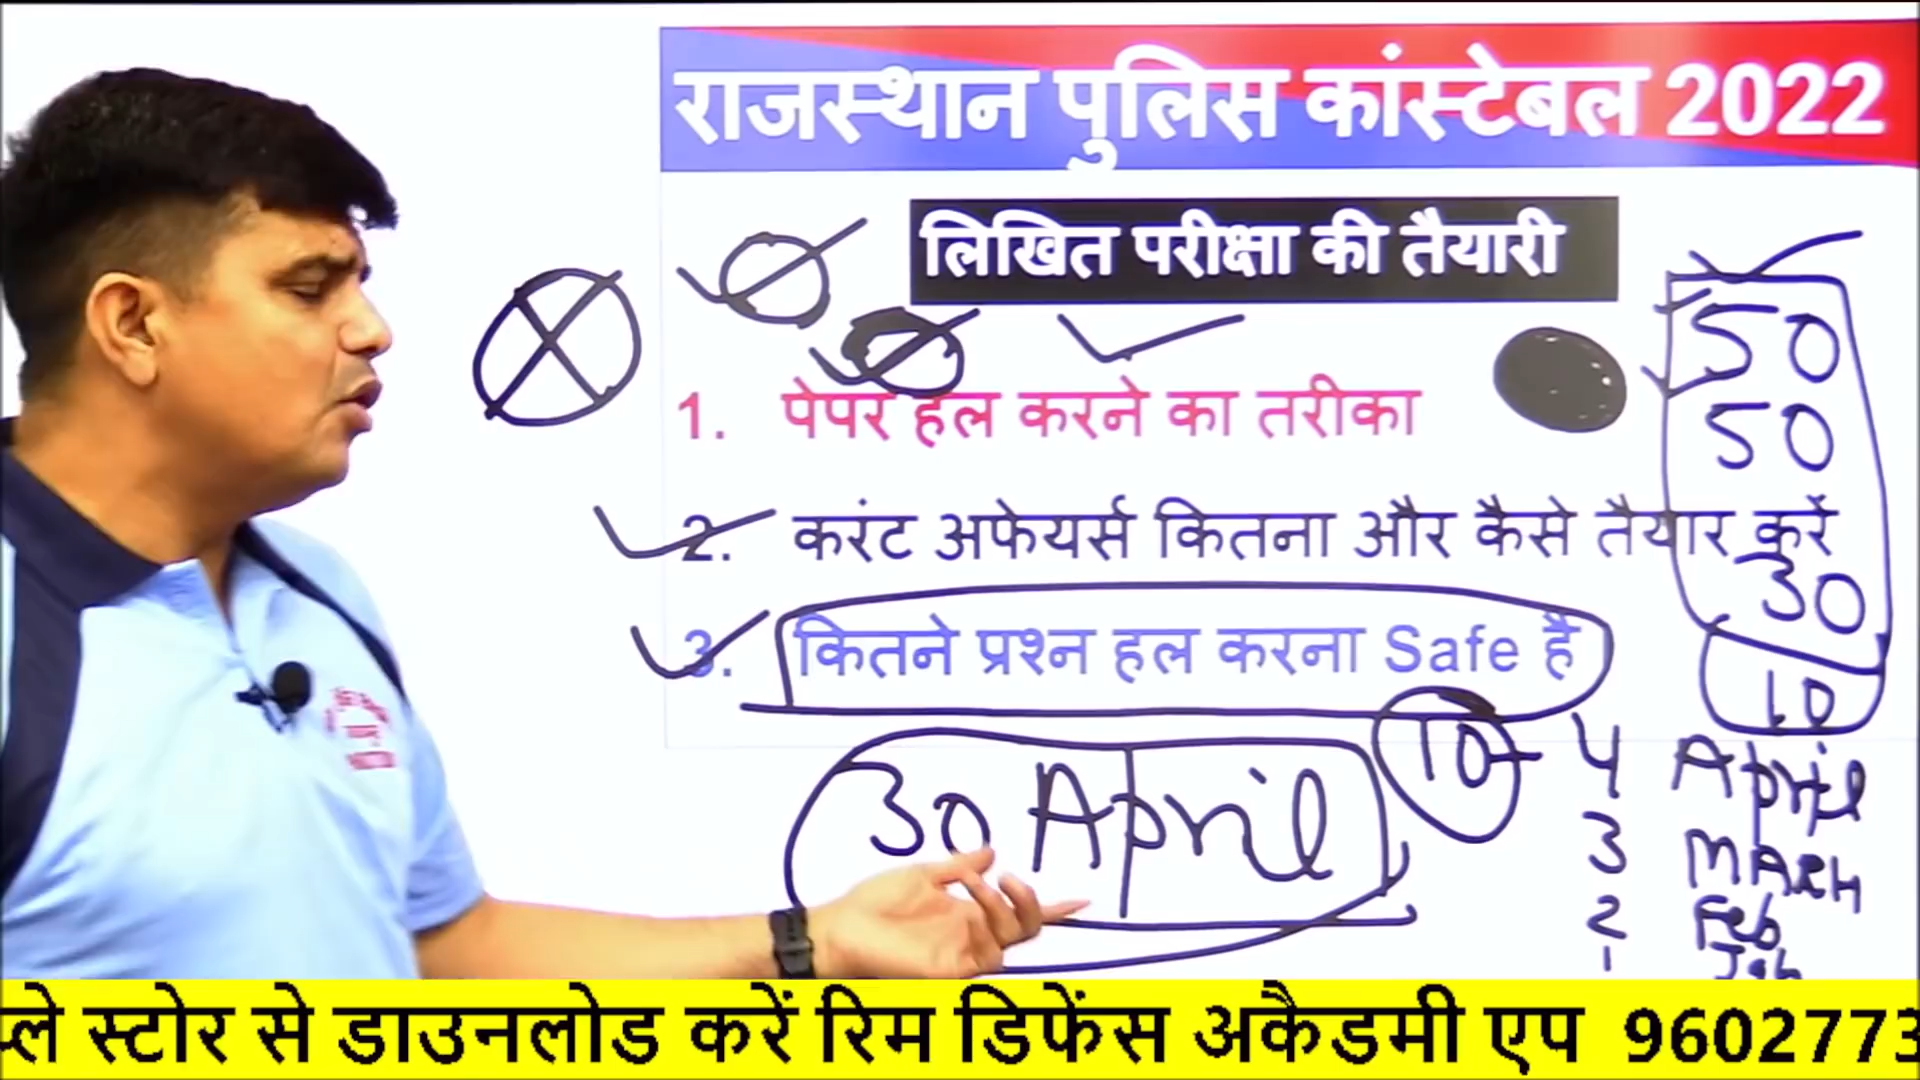 राजस्थान पुलिस कांस्टेबल 2022
लिखित परीक्षा की तैयारी
50
1. पेपर हल करने का तरीका
50
2. करंट अफेयर्स कितना और कैसे तैयार करें
30
3. कितने प्रश्न हल करना Safe है
10
30 April
10 4 April
3 MARH
2 Feb
1
ले स्टोर से डाउनलोड करें रिम डिफेंस अकैडमी एप 9602773